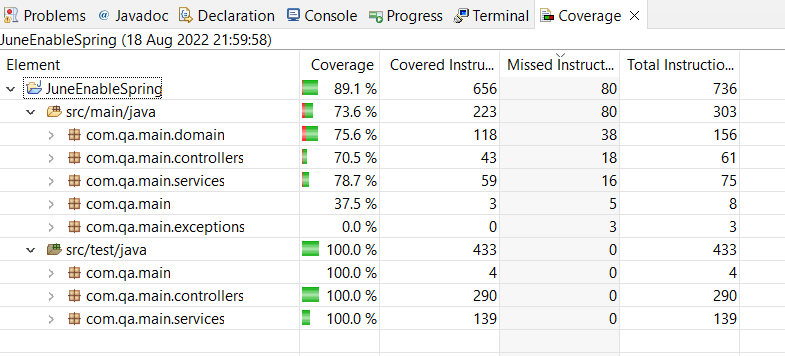 Problems Javadoc Declaration Console Progress Terminal Coverage
JuneEnableSpring (18 Aug 2022 21:59:58)
Element Coverage Covered Instru... Missed Instruct... Total Instructio...
JuneEnableSpring 89.1 % 656 80 736
src/main/java 73.6 % 223 80 303
com.qa.main.domain 75.6 % 118 38 156
com.qa.main.controllers 70.5 % 43 18 61
com.qa.main.services 78.7 % 59 16 75
com.qa.main 37.5 % 3 5 8
com.qa.main.exceptions 0.0 % 0 3 3
src/test/java 100.0 % 433 0 433
com.qa.main 100.0 % 4 0 4
com.qa.main.controllers 100.0 % 290 0 290
com.qa.main.services 100.0 % 139 0 139